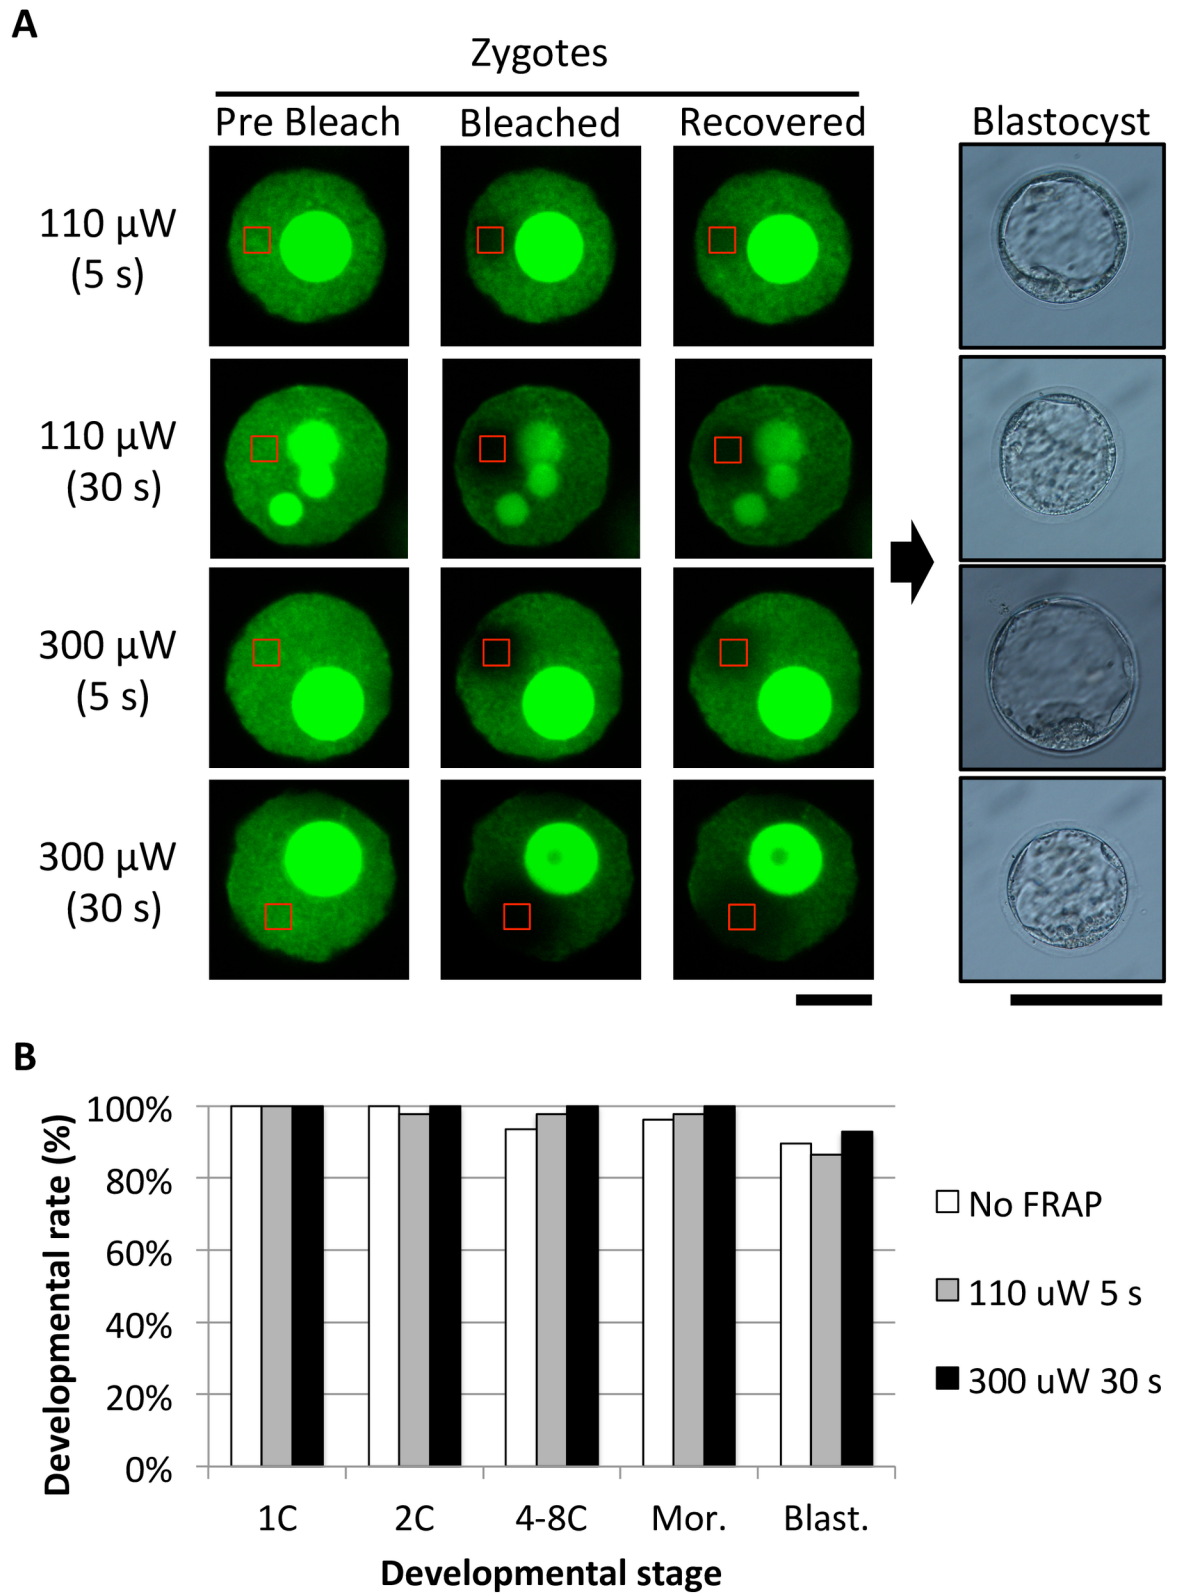 A
Zygotes
Pre Bleach Bleached Recovered Blastocyst
110 µW
(5 s)
110 µW
(30 s)
300 µW
(5 s)
300 µW
(30 s)
B
Developmental rate (%)
100%
80%
60%
40%
20%
0%
1C 2C 4-8C Mor. Blast.
Developmental stage
No FRAP
110 uW 5 s
300 uW 30 s